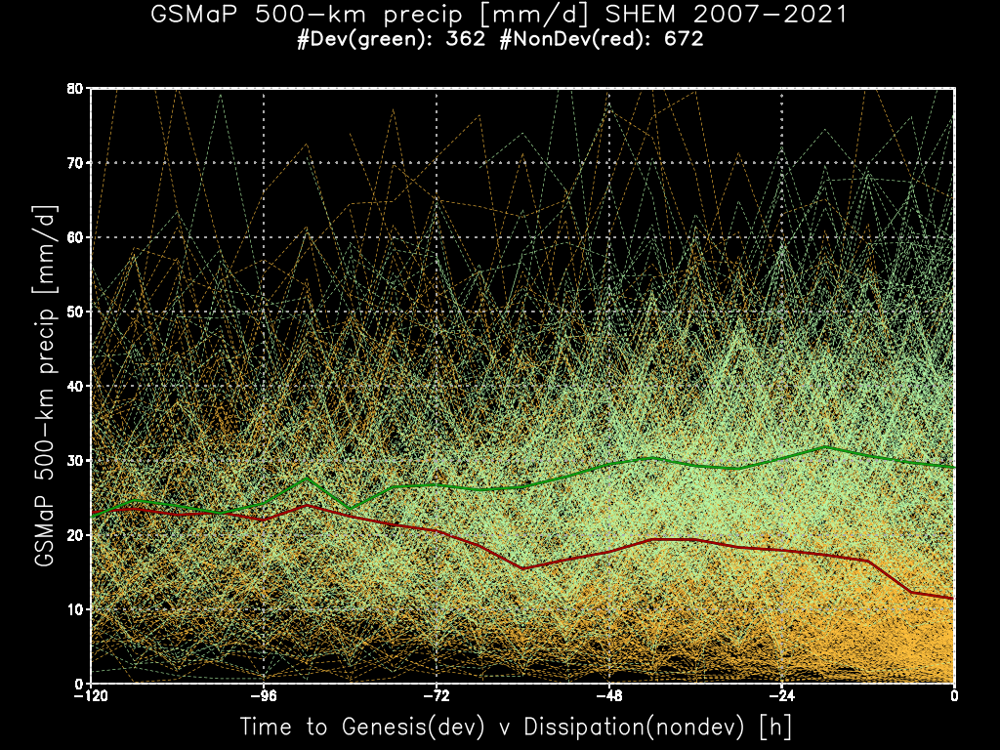 GSMaP 500-km precip [mm/d] SHEM 2007-2021
#Dev(green): 362 #NonDev(red): 672
80
70
60
50
40
30
20
10
0
GSMaP 500-km precip [mm/d]
-120 -96 -72 -48 -24 0
Time to Genesis(dev) v Dissipation(nondev) [h]